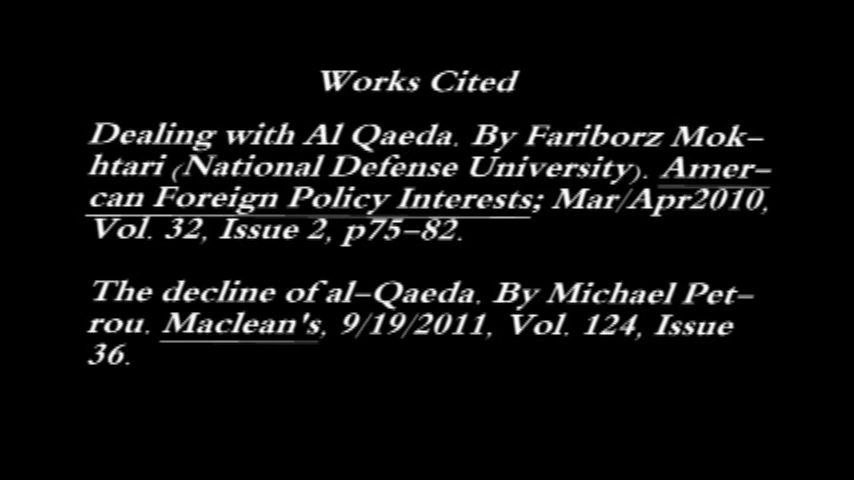 Works Cited
Dealing with Al Qaeda. By Fariborz Mok-
htari (National Defense University). Amer-
can Foreign Policy Interests; Mar/Apr2010,
Vol. 32, Issue 2, p75-82.
The decline of al-Qaeda. By Michael Pet-
rou. Maclean's, 9/19/2011, Vol. 124, Issue
36.